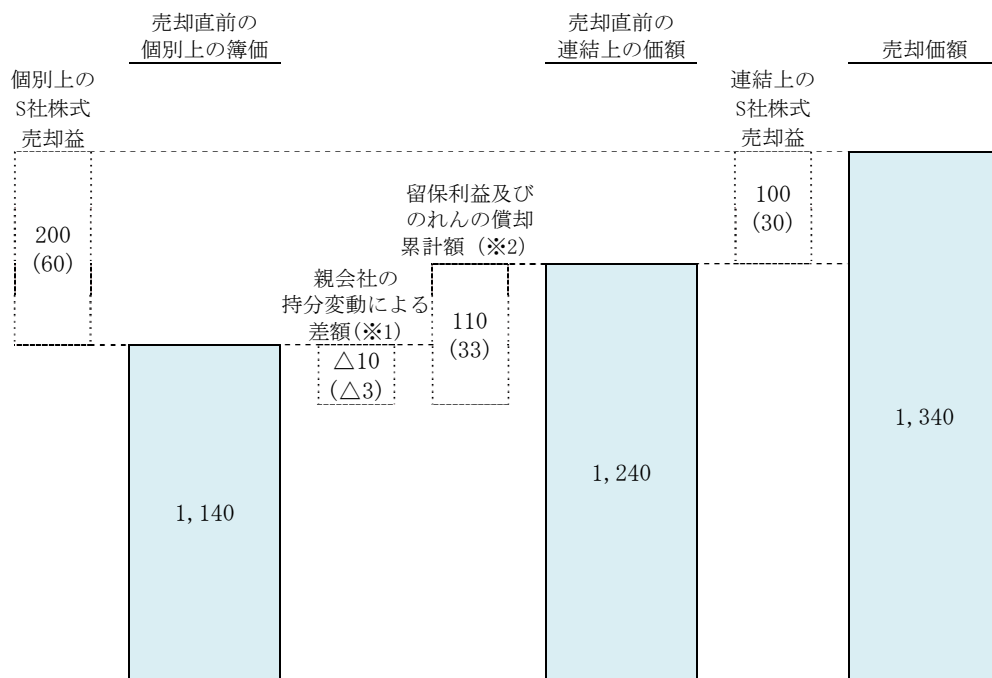 売却直前の
個別上の簿価
売却直前の
連結上の価額
売却価額
個別上の
S社株式
売却益
連結上の
S社株式
売却益
200
(60)
留保利益及び
のれんの償却
累計額（※2）
100
(30)
親会社の
持分変動による
差額(※1)
△10
(△3)
110
(33)
1,140
1,240
1,340